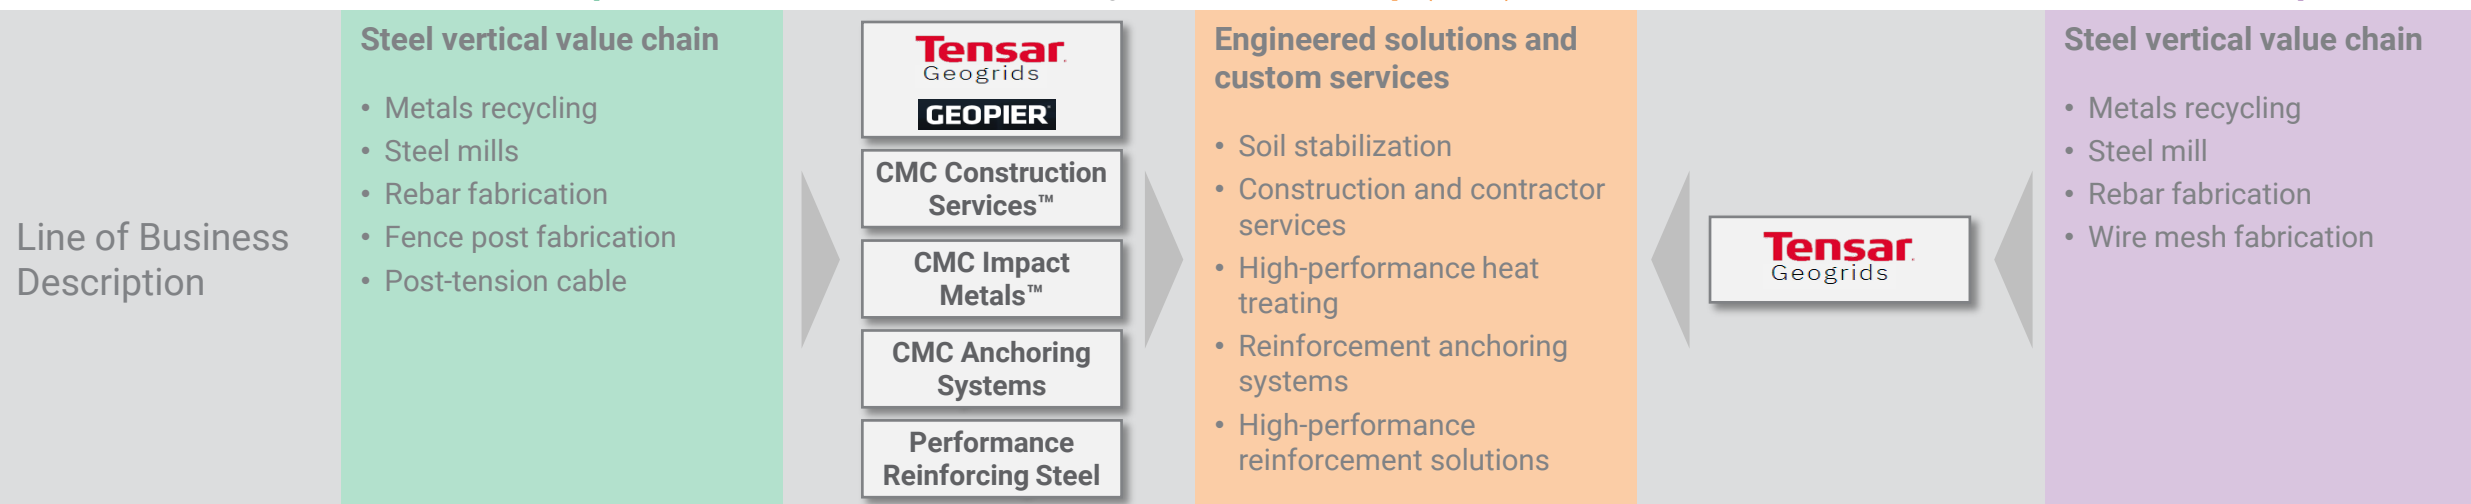 Line of Business
Description
Steel vertical value chain
• Metals recycling
• Steel mills
• Rebar fabrication
• Fence post fabrication
• Post-tension cable
Tensar
Geogrids
GEOPIER
CMC Construction
Services™
CMC Impact
Metals™
CMC Anchoring
Systems
Performance
Reinforcing Steel
Engineered solutions and
custom services
• Soil stabilization
• Construction and contractor
services
• High-performance heat
treating
• Reinforcement anchoring
systems
• High-performance
reinforcement solutions
Tensar
Geogrids
Steel vertical value chain
• Metals recycling
• Steel mill
• Rebar fabrication
• Wire mesh fabrication